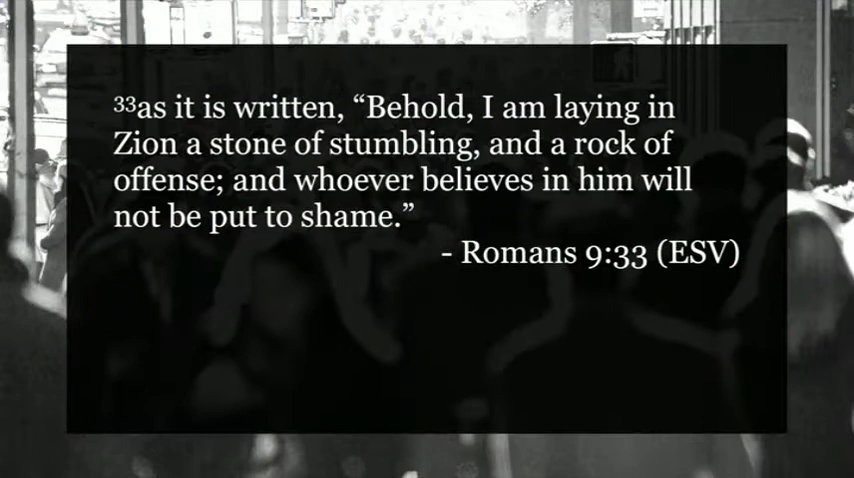 33as it is written, “Behold, I am laying in
Zion a stone of stumbling, and a rock of
offense; and whoever believes in him will
not be put to shame.”
- Romans 9:33 (ESV)